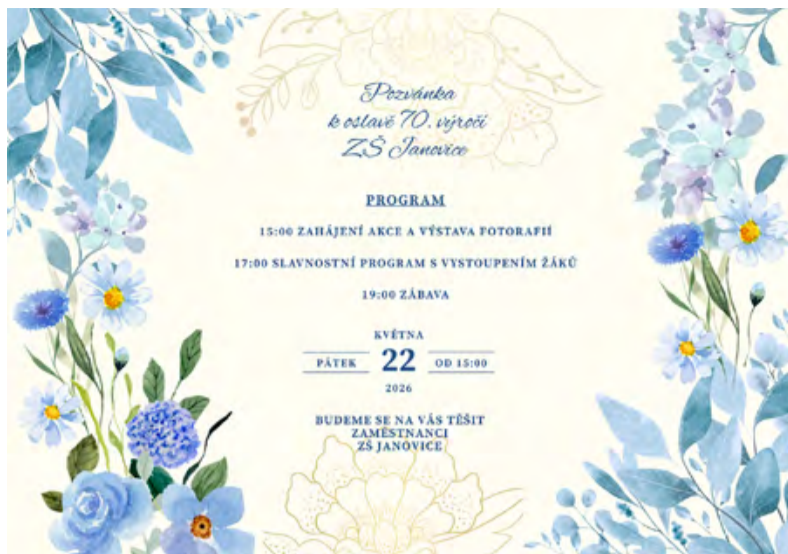 Pozvánka
k oslavě 70. výročí
ZŠ Janovice
PROGRAM
15:00 ZAHÁJENÍ AKCE A VÝSTAVA FOTOGRAFIÍ
17:00 SLAVNOSTNÍ PROGRAM S VYSTOUPENÍM ŽÁKŮ
19:00 ZÁBAVA
KVĚTNA
PÁTEK 22 OD 15:00
2026
BUDEME SE NA VÁS TĚŠIT
ZAMĚSTNANCI
ZŠ JANOVICE